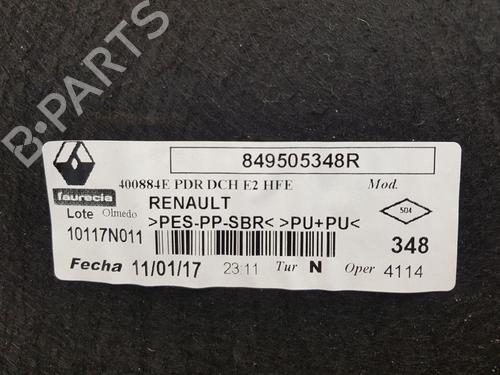 849505348R
400884E PDR DCH E2 HFE Mod.
faurecia
RENAULT
504
Lote Olmedo
>PES-PP-SBR< >PU+PU<
10117N011
348
Fecha 11/01/17 23:11 Tur N Oper 4114
B-PARTS